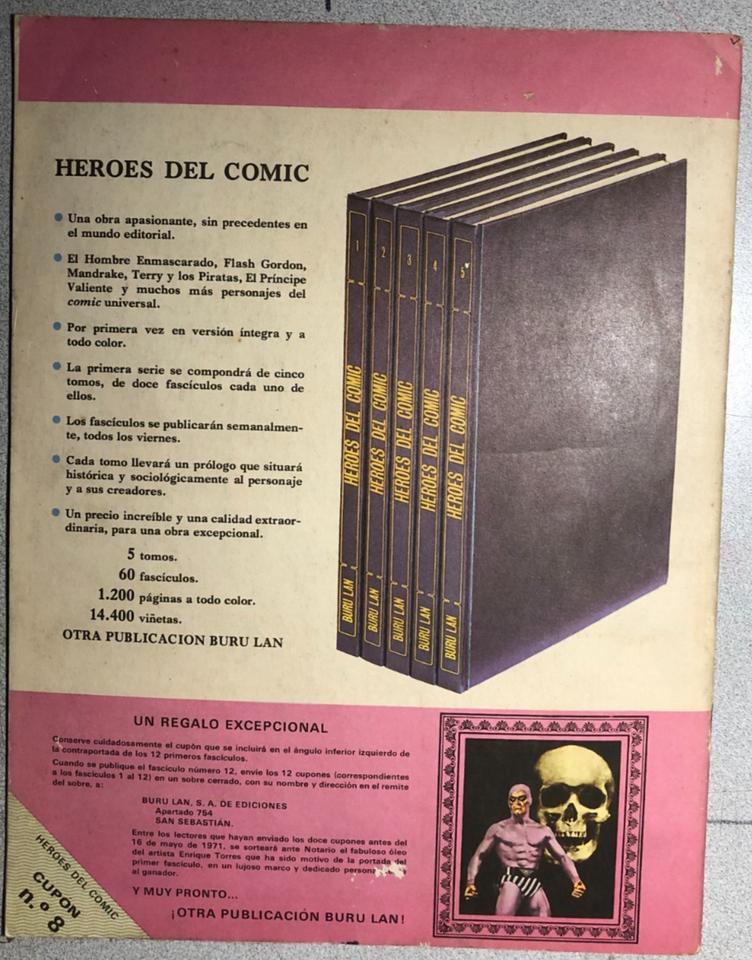 HEROES DEL COMIC
Una obra apasionante, sin precedentes en
el mundo editorial.
El Hombre Enmascarado, Flash Gordon,
Mandrake, Terry y los Piratas, El Príncipe
Valiente y muchos más personajes del
comic universal.
Por primera vez en versión íntegra y a
todo color.
La primera serie se compondrá de cinco
tomos, de doce fascículos cada uno de
ellos.
Los fascículos se publicarán semanalmen-
te, todos los viernes.
Cada tomo llevará un prólogo que situará
histórica y sociológicamente al personaje
y a sus creadores.
Un precio increíble y una calidad extraor-
dinaria, para una obra excepcional.
5 tomos.
60 fascículos.
1.200 páginas a todo color.
14.400 viñetas.
OTRA PUBLICACION BURU LAN
1
HEROES DEL COMIC
BURU LAN
2
HEROES DEL COMIC
BURU LAN
3
HEROES DEL COMIC
BURU LAN
4
HEROES DEL COMIC
BURU LAN
5
HEROES DEL COMIC
BURU LAN
UN REGALO EXCEPCIONAL
Conserve cuidadosamente el cupón que se incluirá en el ángulo inferior izquierdo de
la contraportada de los 12 primeros fascículos.
Cuando se publique el fascículo número 12, envíe los 12 cupones (correspondientes
a los fascículos 1 al 12) en un sobre cerrado, con su nombre y dirección en el remite
del sobre, a:
BURU LAN, S. A. DE EDICIONES
Apartado 754
SAN SEBASTIÁN.
Entre los lectores que hayan enviado los doce cupones antes del
16 de mayo de 1971, se sorteará ante Notario el fabuloso óleo
del artista Enrique Torres que ha sido motivo de la portada del
primer fascículo, en un lujoso marco y dedicado
al ganador.
Y MUY PRONTO...
¡OTRA PUBLICACIÓN BURU LAN!
HEROES DEL COMIC
CUPÓN
n.º 8